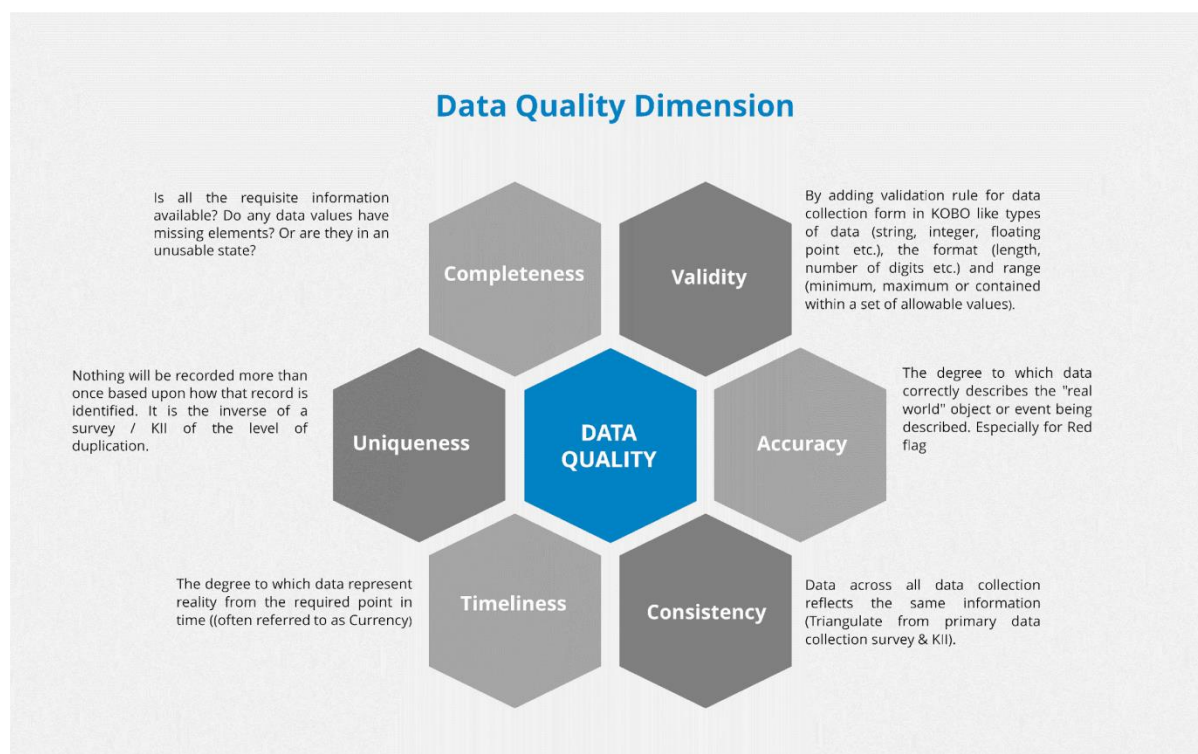 Data Quality Dimension
Is all the requisite information
available? Do any data values have
missing elements? Or are they in an
unusable state?
Completeness
Validity
By adding validation rule for data
collection form in KOBO like types
of data (string, integer, floating
point etc.), the format (length,
number of digits etc.) and range
(minimum, maximum or contained
within a set of allowable values).
Nothing will be recorded more than
once based upon how that record is
identified. It is the inverse of a
survey / KII of the level of
duplication.
Uniqueness
DATA
QUALITY
Accuracy
The degree to which data
correctly describes the "real
world" object or event being
described. Especially for Red
flag
The degree to which data represent
reality from the required point in
time ((often referred to as Currency)
Timeliness
Consistency
Data across all data collection
reflects the same information
(Triangulate from primary data
collection survey & KII).